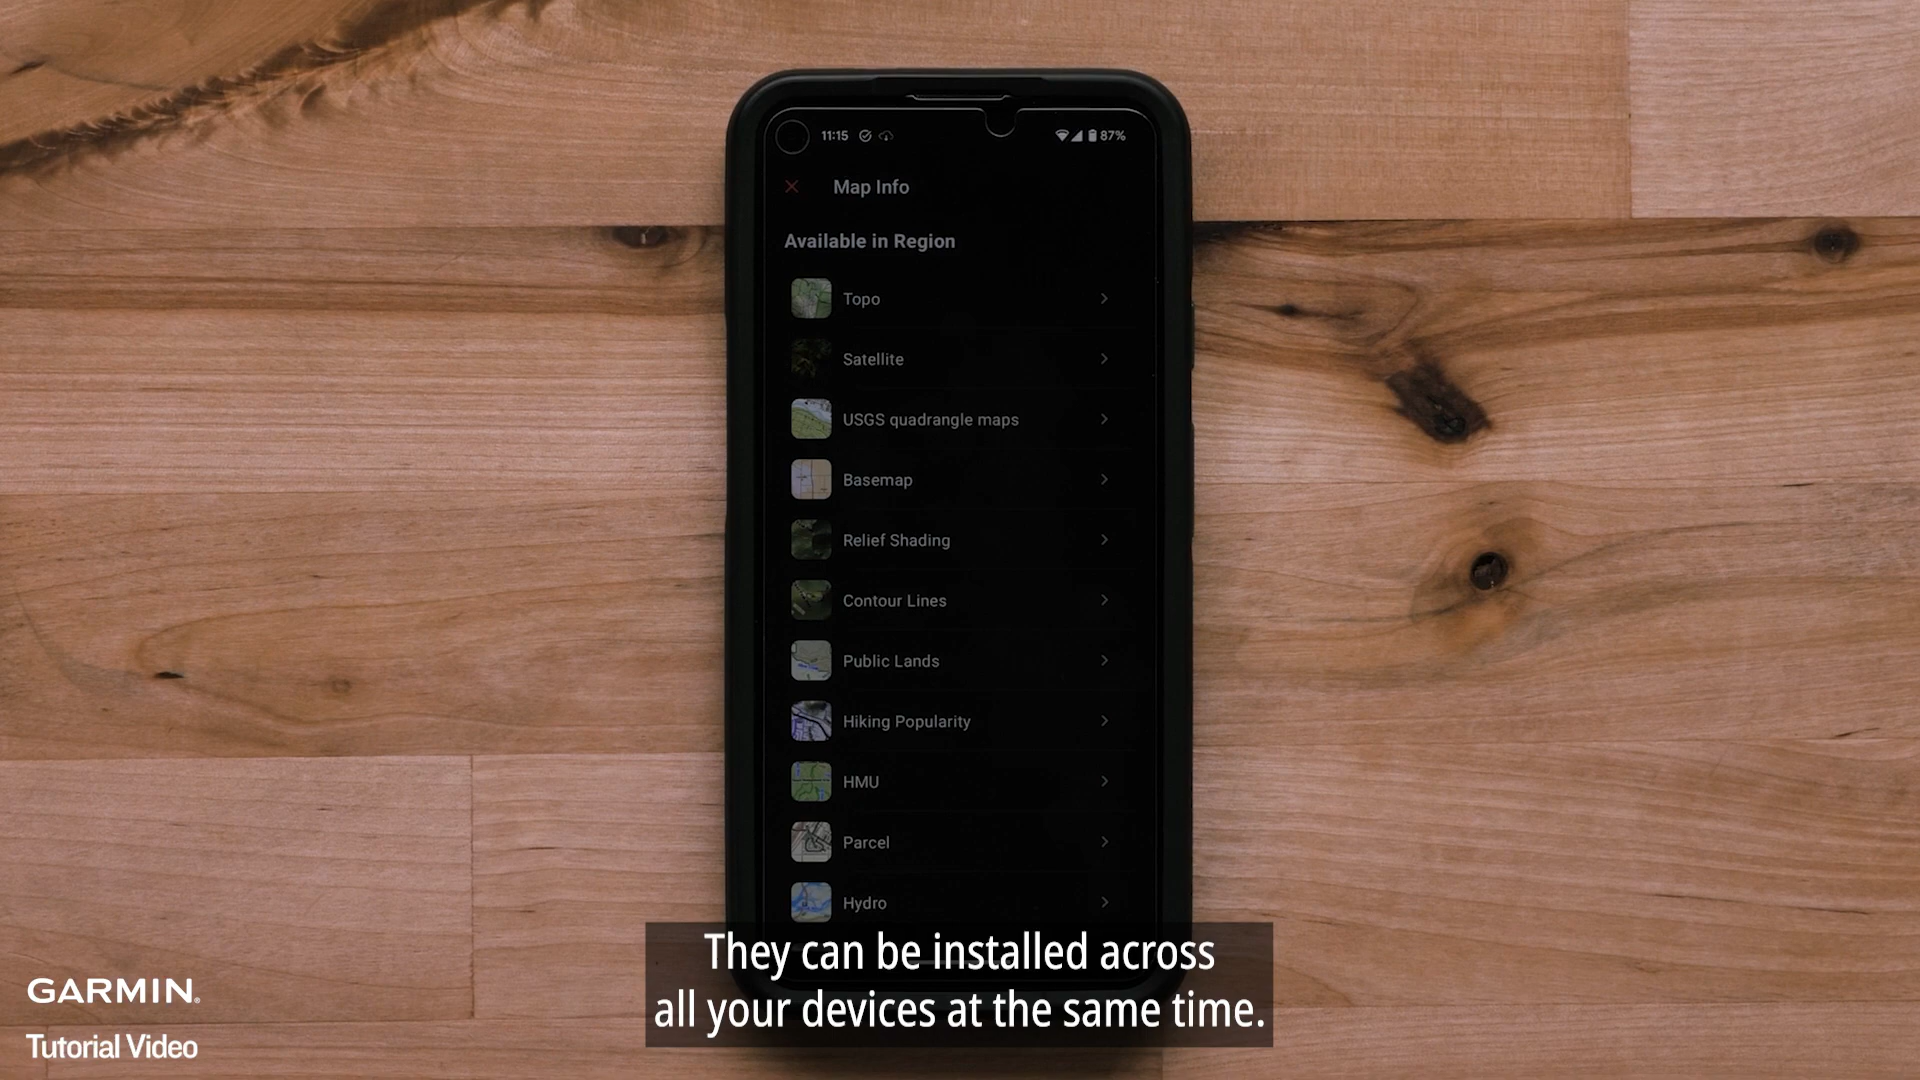 11:15
87%
Map Info
Available in Region
Topo
Satellite
USGS quadrangle maps
Basemap
Relief Shading
Contour Lines
Public Lands
Hiking Popularity
HMU
Parcel
Hydro
They can be installed across
all your devices at the same time.
GARMIN
Tutorial Video